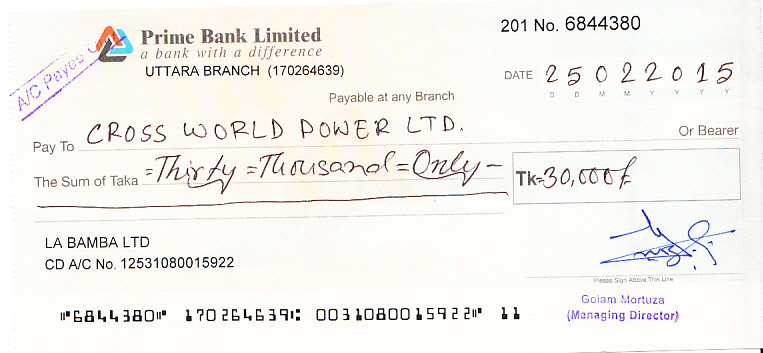 Prime Bank Limited
a bank with a difference
UTTARA BRANCH (170264639)
201 No. 6844380
A/C Payee
DATE 25022015
D D M M Y Y Y Y
Payable at any Branch
Pay To CROSS WORLD POWER LTD. Or Bearer
The Sum of Taka =Thirty =Thousand =Only-
Tk=30,000/-
LA BAMBA LTD
CD A/C No. 12531080015922
Please Sign Above This Line
Golam Mortuza
(Managing Director)
⑈6844380⑈ 170264639⑆ 0031080015922⑈ 11